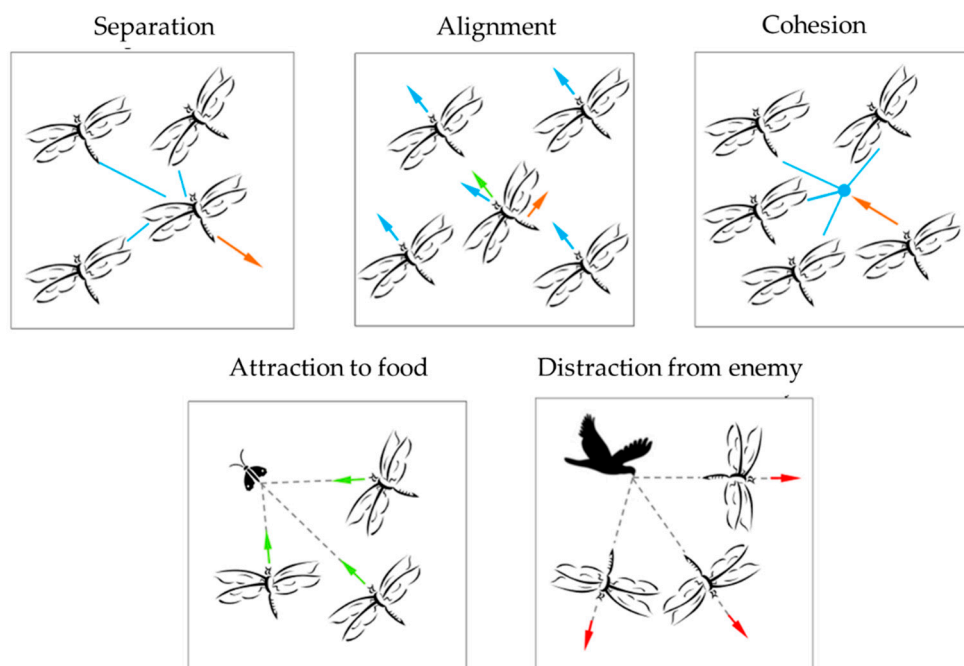 Separation
Alignment
Cohesion
Attraction to food
Distraction from enemy